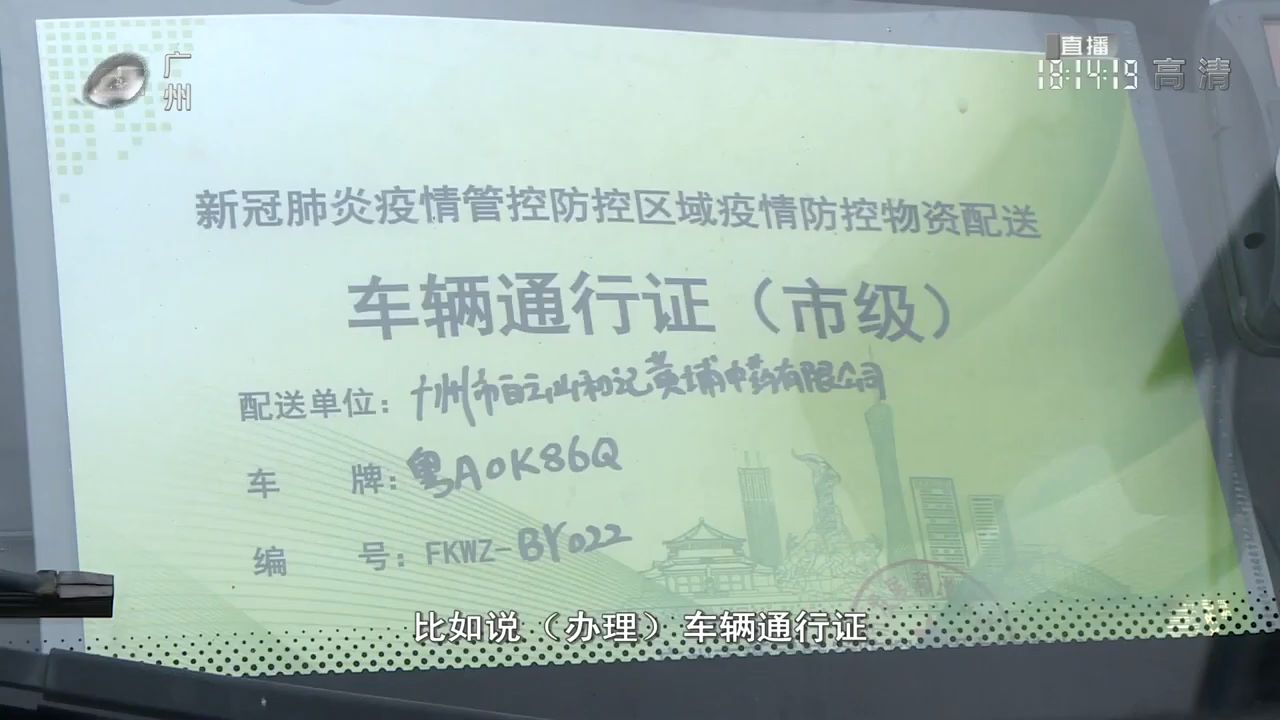 广州
直播
18:14:19 高清
新冠肺炎疫情管控防控区域疫情防控物资配送
车辆通行证（市级）
配送单位：广州市白云山和记黄埔中药有限公司
车 牌：粤A0K86Q
编 号：FKWZ-BY022
比如说（办理）车辆通行证